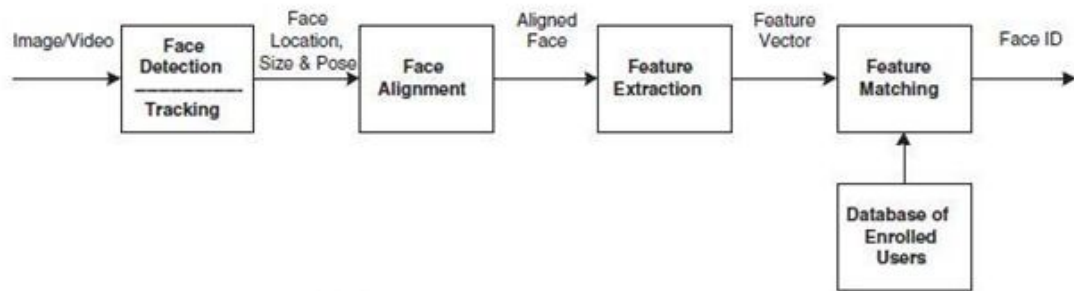 Image/Video
Face
Detection
Tracking
Face
Location,
Size & Pose
Face
Alignment
Aligned
Face
Feature
Extraction
Feature
Vector
Feature
Matching
Face ID
Database of
Enrolled
Users